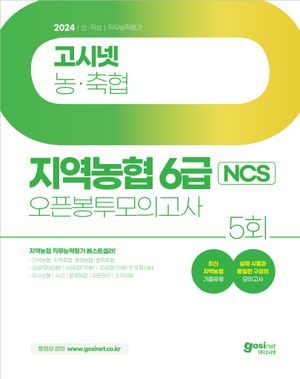 2024 | 인·적성 | 직무능력평가
고시넷
농·축협
지역농협 6급 NCS
오픈봉투모의고사
5회
지역농협 직무능력평가 베스트셀러!
최신
지역농협
기출유형
실제 시험과
동일한 구성의
모의고사
동영상 강의 www.gosinet.co.kr
gosinet
(주)고시넷